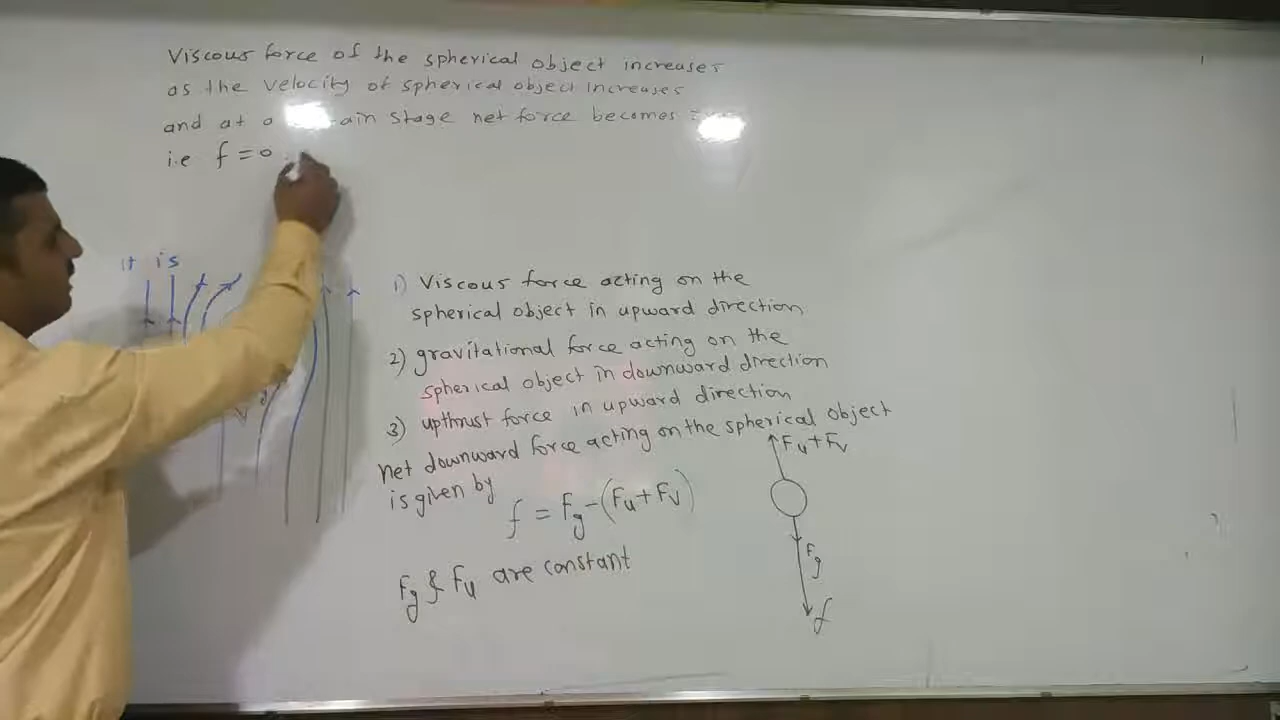 Viscous force of the spherical object increases
as the velocity of spherical object increases
and at a ain stage net force becomes
i.e f = 0
It is
1) Viscous force acting on the
spherical object in upward direction
2) gravitational force acting on the
spherical object in downward direction
3) upthrust force in upward direction
net downward force acting on the spherical object
is given by
f = Fg - (Fu + Fv)
Fg & Fu are constant
Fu + Fv
Fg
f